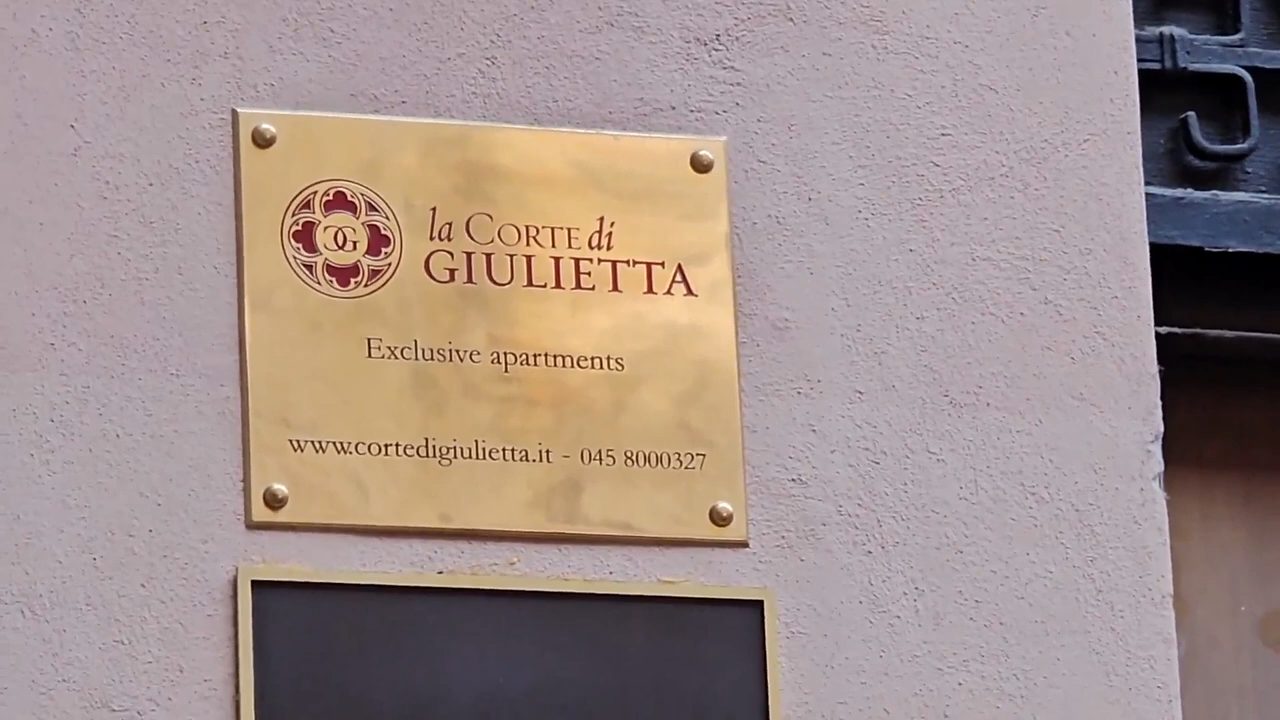 CG
la CORTE di
GIULIETTA
Exclusive apartments
www.cortedigiulietta.it - 045 8000327